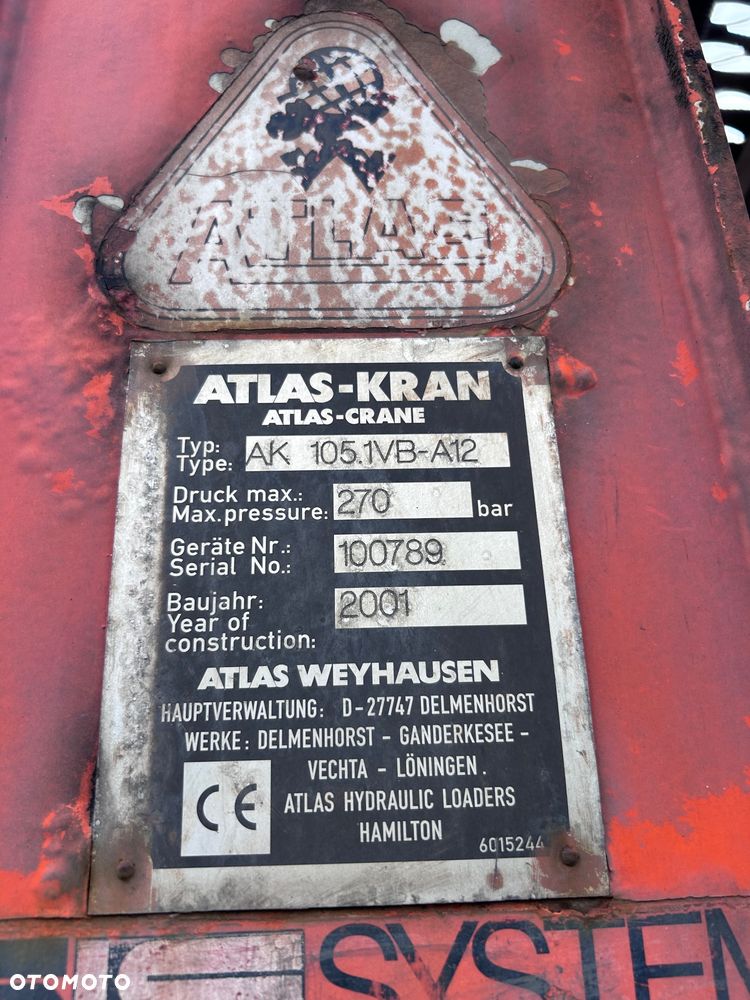 ATLAS
ATLAS-KRAN
ATLAS-CRANE
Typ:
Type: AK 105.1VB-A12
Druck max.:
Max.pressure: 270 bar
Geräte Nr.:
Serial No.: 100789
Baujahr: 2001
Year of
construction:
ATLAS WEYHAUSEN
HAUPTVERWALTUNG: D-27747 DELMENHORST
WERKE: DELMENHORST - GANDERKESEE -
VECHTA - LÖNINGEN.
CE
ATLAS HYDRAULIC LOADERS
HAMILTON
6015244
SYSTEM
OTOMOTO